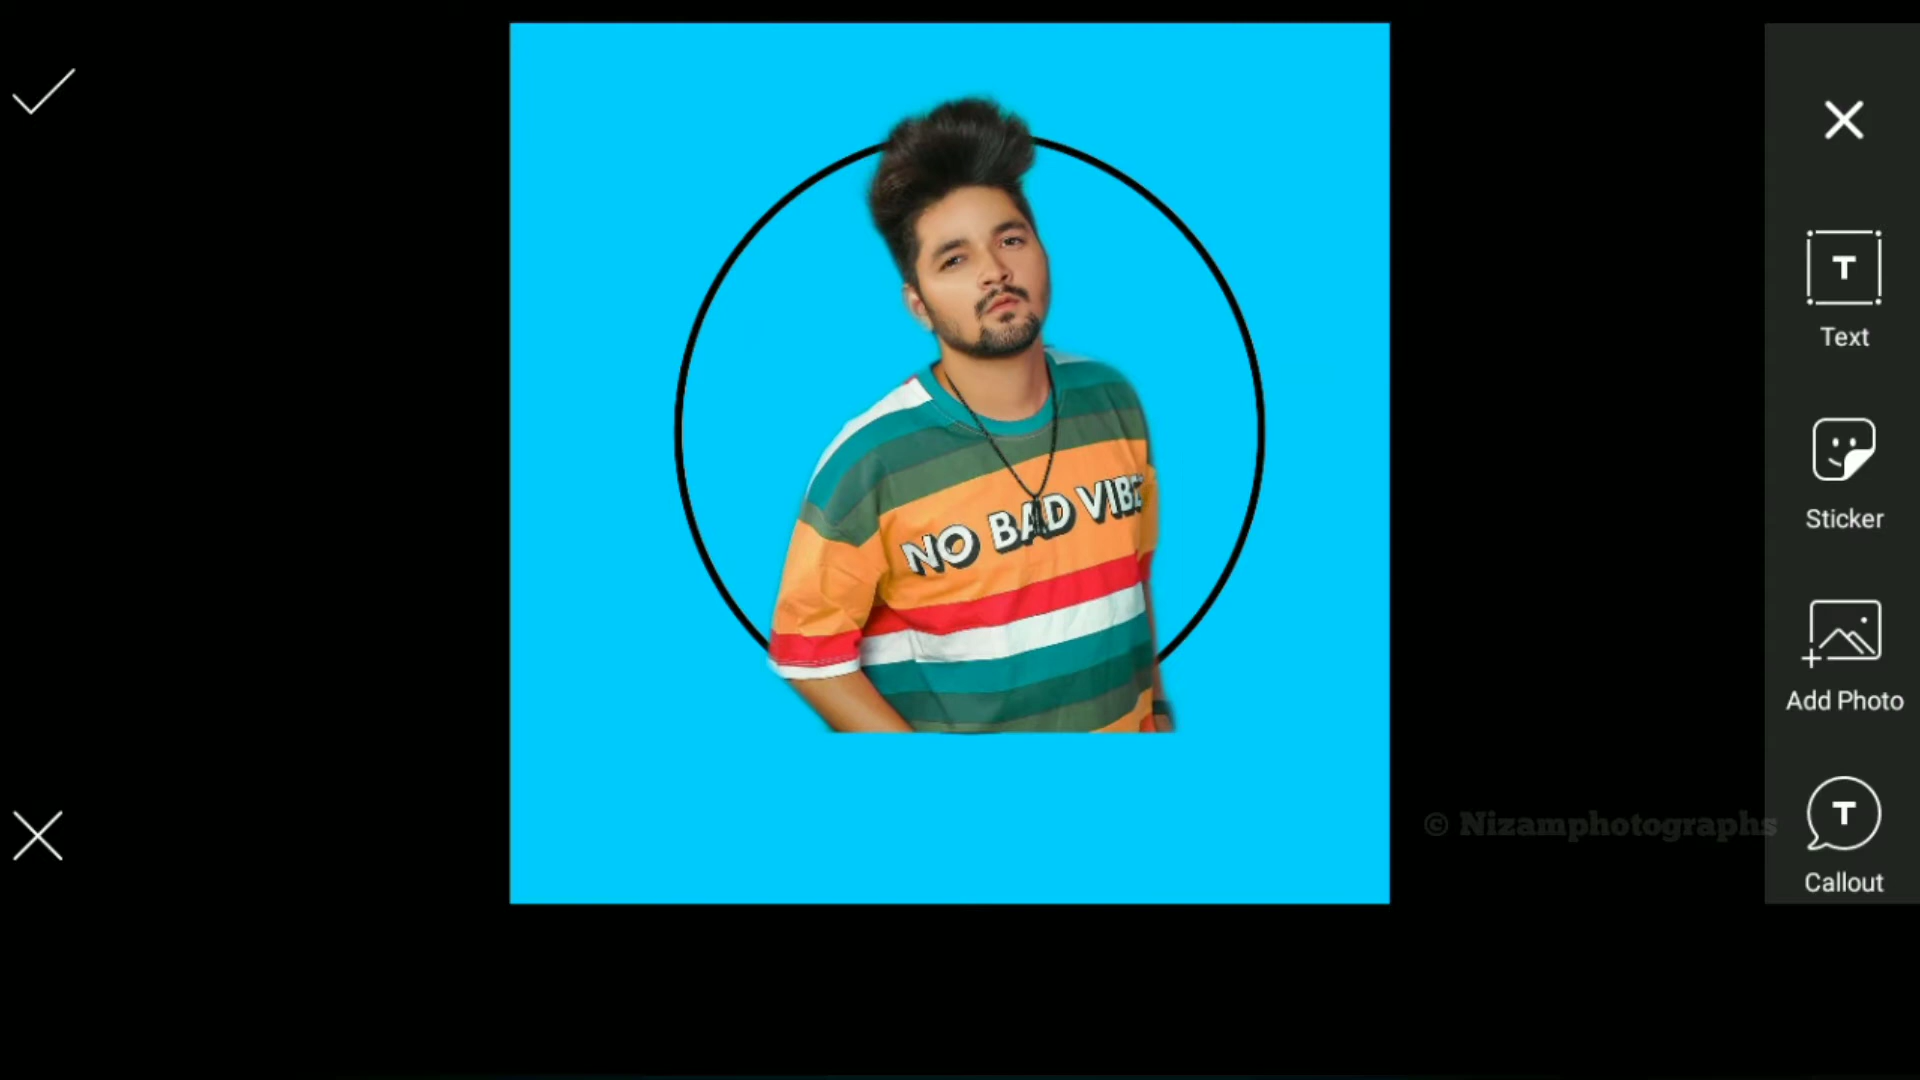 NO BAD VIBE
Text
Sticker
Add Photo
T
Callout
T
© Nizamphotographs